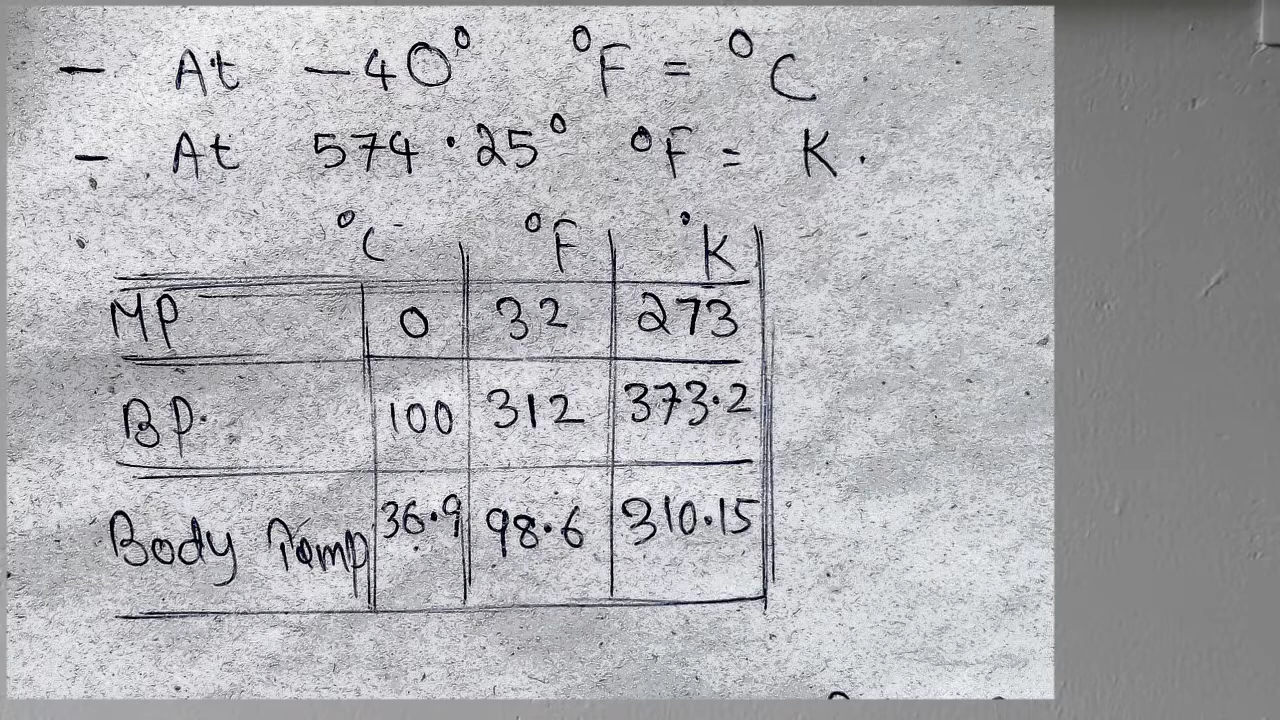 - At -40° °F = °C.
- At 574.25° °F = K.
°C °F °K
MP 0 32 273
BP. 100 312 373.2
Body Temp 36.9 98.6 310.15